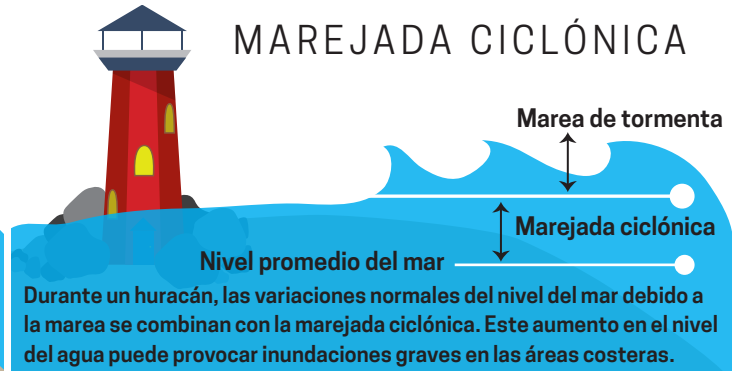 MAREJADA CICLÓNICA
Marea de tormenta
Marejada ciclónica
Nivel promedio del mar
Durante un huracán, las variaciones normales del nivel del mar debido a
la marea se combinan con la marejada ciclónica. Este aumento en el nivel
del agua puede provocar inundaciones graves en las áreas costeras.